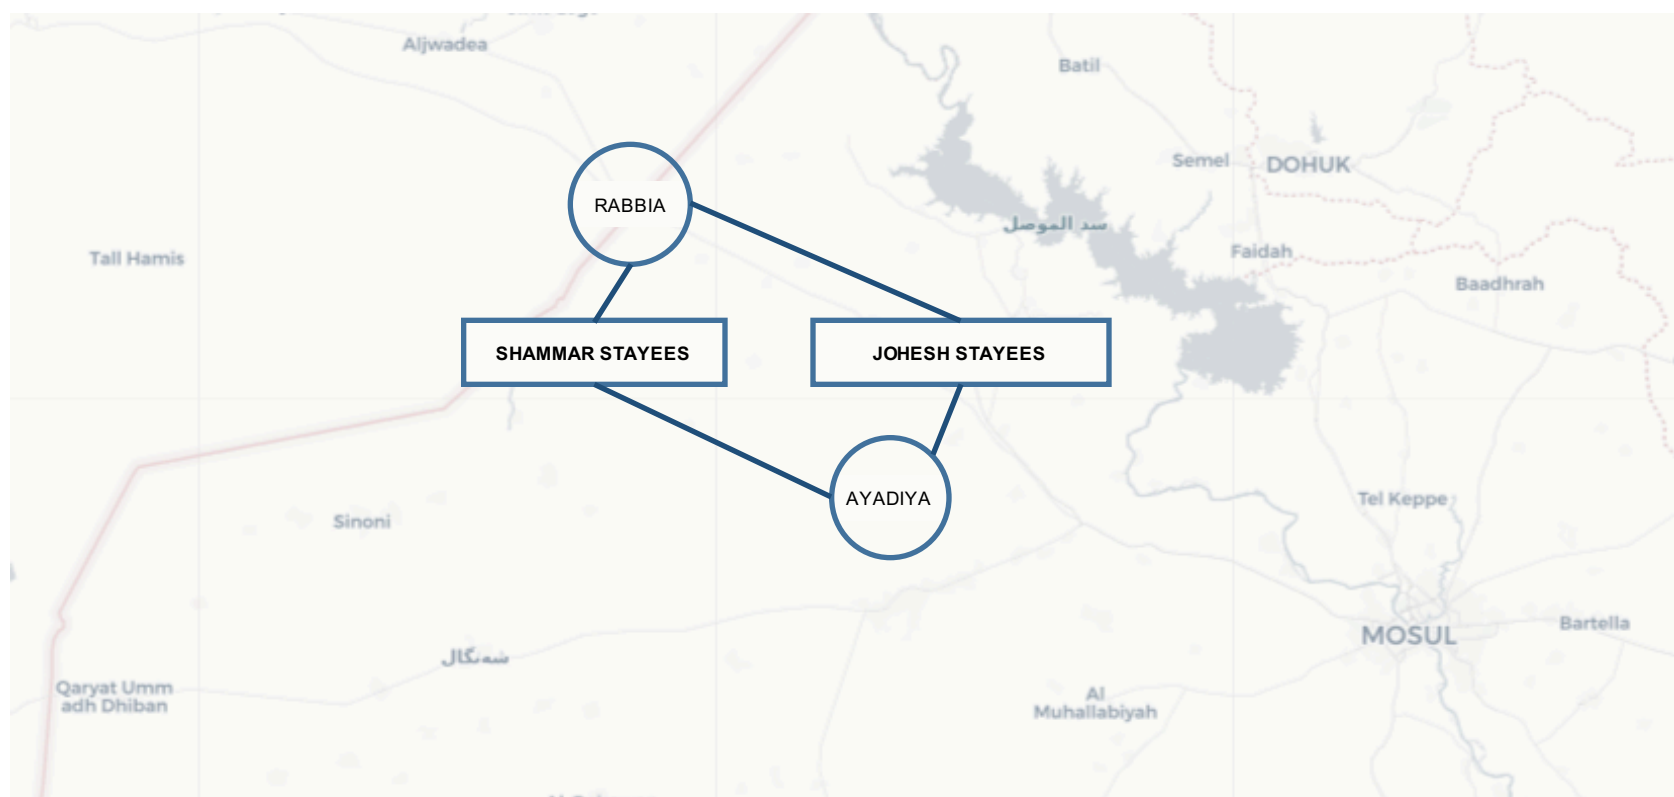 Aljwadea
Batil
Semel
DOHUK
RABBIA
سد الموصل
Tall Hamis
Faidah
Baadhrah
SHAMMAR STAYEES
JOHESH STAYEES
AYADIYA
Tel Keppe
Sinoni
MOSUL
Bartella
شەنگال
Qaryat Umm
adh Dhiban
Al
Muhallabiyah